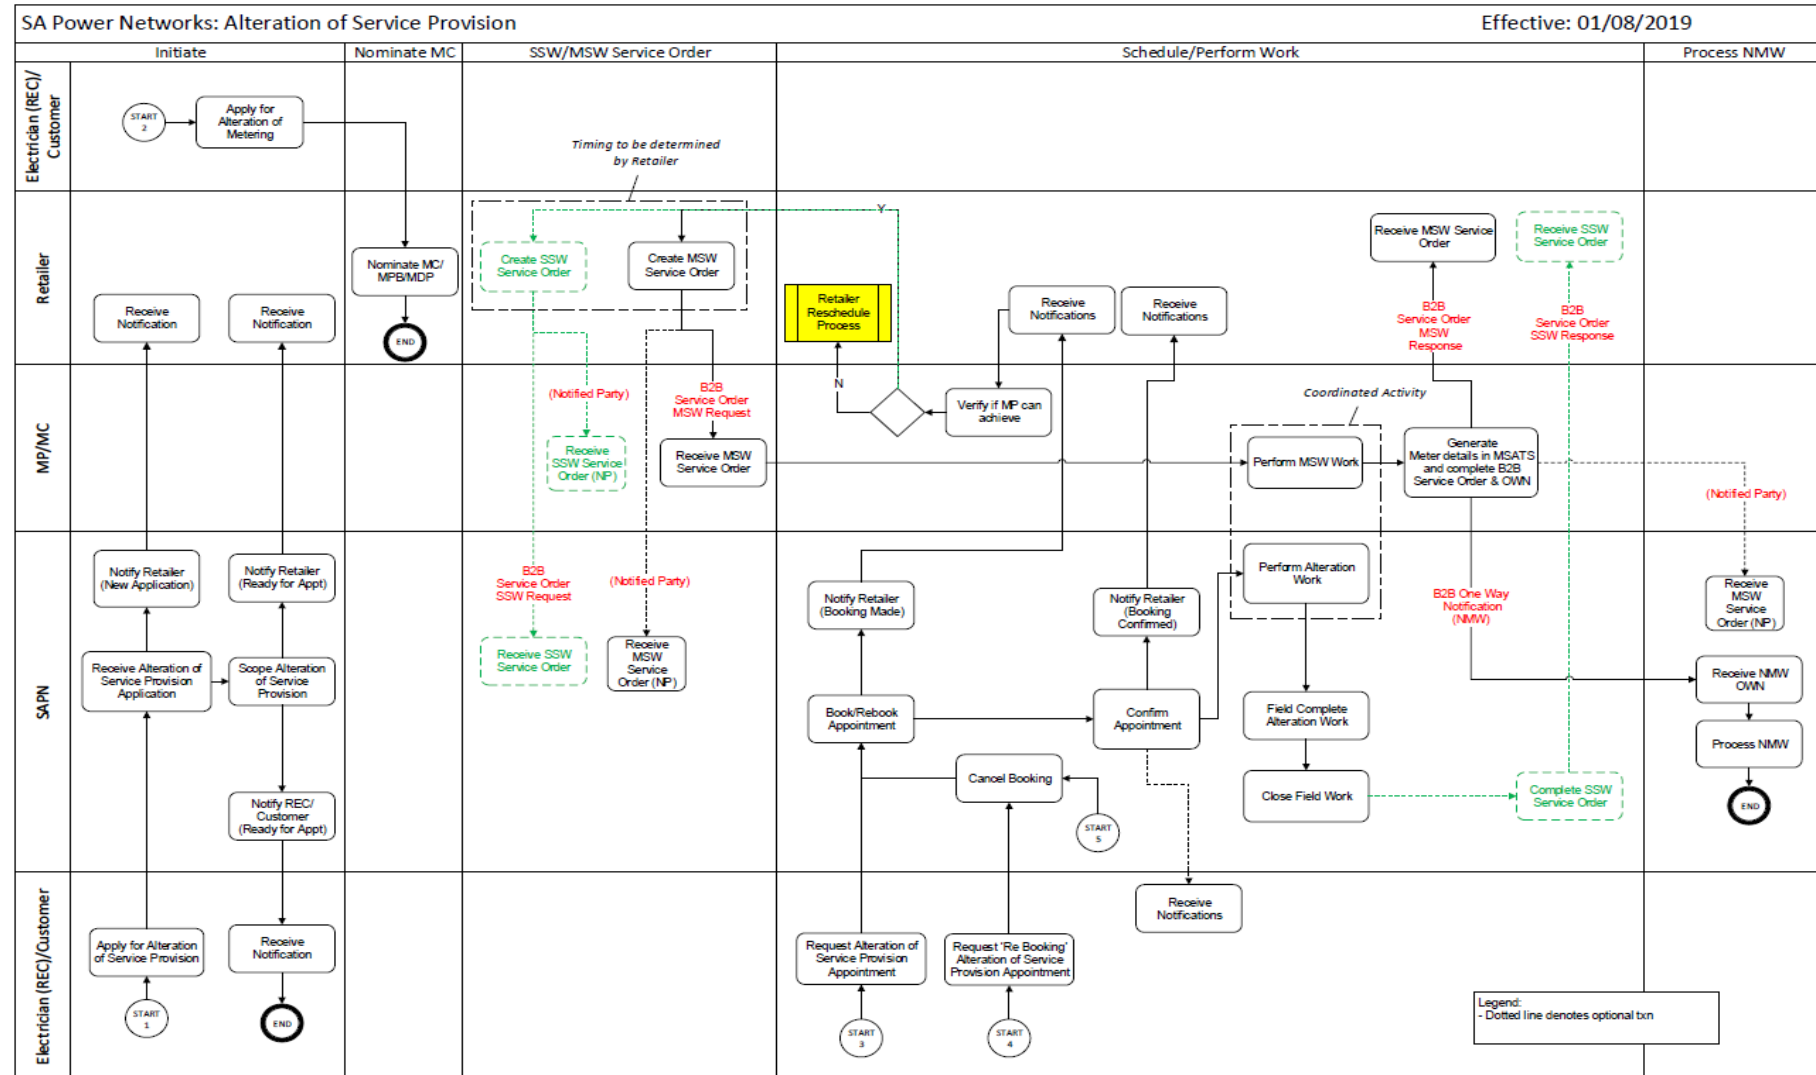 SA Power Networks: Alteration of Service Provision
Effective: 01/08/2019
Initiate
Nominate MC
SSW/MSW Service Order
Schedule/Perform Work
Process NMW
Electrician (REC)/
Customer
START
2
Apply for
Alteration of
Metering
Timing to be determined
by Retailer
Retailer
Receive
Notification
Receive
Notification
Nominate MC/
MPB/MDP
END
Create SSW
Service Order
Create MSW
Service Order
Y
Retailer
Reschedule
Process
Receive
Notifications
Receive
Notifications
Receive MSW Service
Order
Receive SSW
Service Order
B2B
Service Order
MSW
Response
B2B
Service Order
SSW Response
MP/MC
(Notified Party)
B2B
Service Order
MSW Request
Receive
SSW Service
Order (NP)
Receive MSW
Service Order
N
Verify if MP can
achieve
Coordinated Activity
Perform MSW Work
Generate
Meter details in MSATS
and complete B2B
Service Order & OWN
(Notified Party)
SAPN
Notify Retailer
(New Application)
Notify Retailer
(Ready for Appt)
B2B
Service Order
SSW Request
(Notified Party)
Notify Retailer
(Booking Made)
Notify Retailer
(Booking
Confirmed)
Perform Alteration
Work
B2B One Way
Notification
(NMW)
Receive
MSW
Service
Order (NP)
Receive Alteration of
Service Provision
Application
Scope Alteration
of Service
Provision
Receive SSW
Service Order
Receive
MSW
Service
Order (NP)
Receive NMW
OWN
Book/Rebook
Appointment
Confirm
Appointment
Field Complete
Alteration Work
Process NMW
Notify REC/
Customer
(Ready for Appt)
Cancel Booking
START
5
Close Field Work
Complete SSW
Service Order
END
Electrician (REC)/Customer
Apply for Alteration
of Service Provision
Receive
Notification
START
1
END
Request Alteration of
Service Provision
Appointment
Request 'Re Booking'
Alteration of Service
Provision Appointment
Receive
Notifications
START
3
START
4
Legend:
- Dotted line denotes optional txn